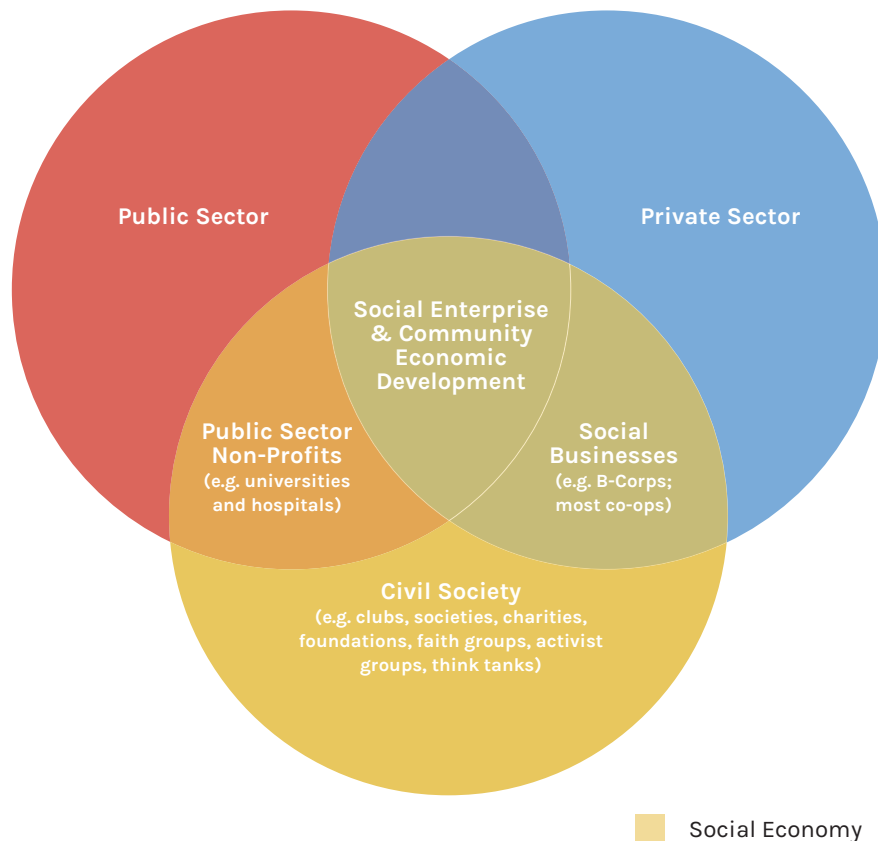 Public Sector
Private Sector
Social Enterprise
& Community
Economic
Development
Public Sector
Non-Profits
(e.g. universities
and hospitals)
Social
Businesses
(e.g. B-Corps;
most co-ops)
Civil Society
(e.g. clubs, societies, charities,
foundations, faith groups, activist
groups, think tanks)
Social Economy